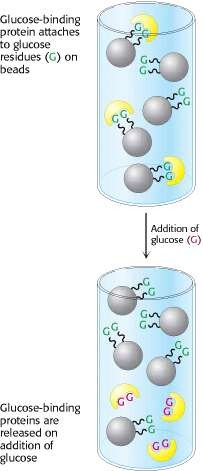 Glucose-binding
protein attaches
to glucose
residues (G) on
beads
G G
G
G
G
G
G G
G
G
Addition of
glucose (G)
G
G
G G
G
G
G
G
G
G
G G
G
G
G
G
G G
Glucose-binding
proteins are
released on
addition of
glucose